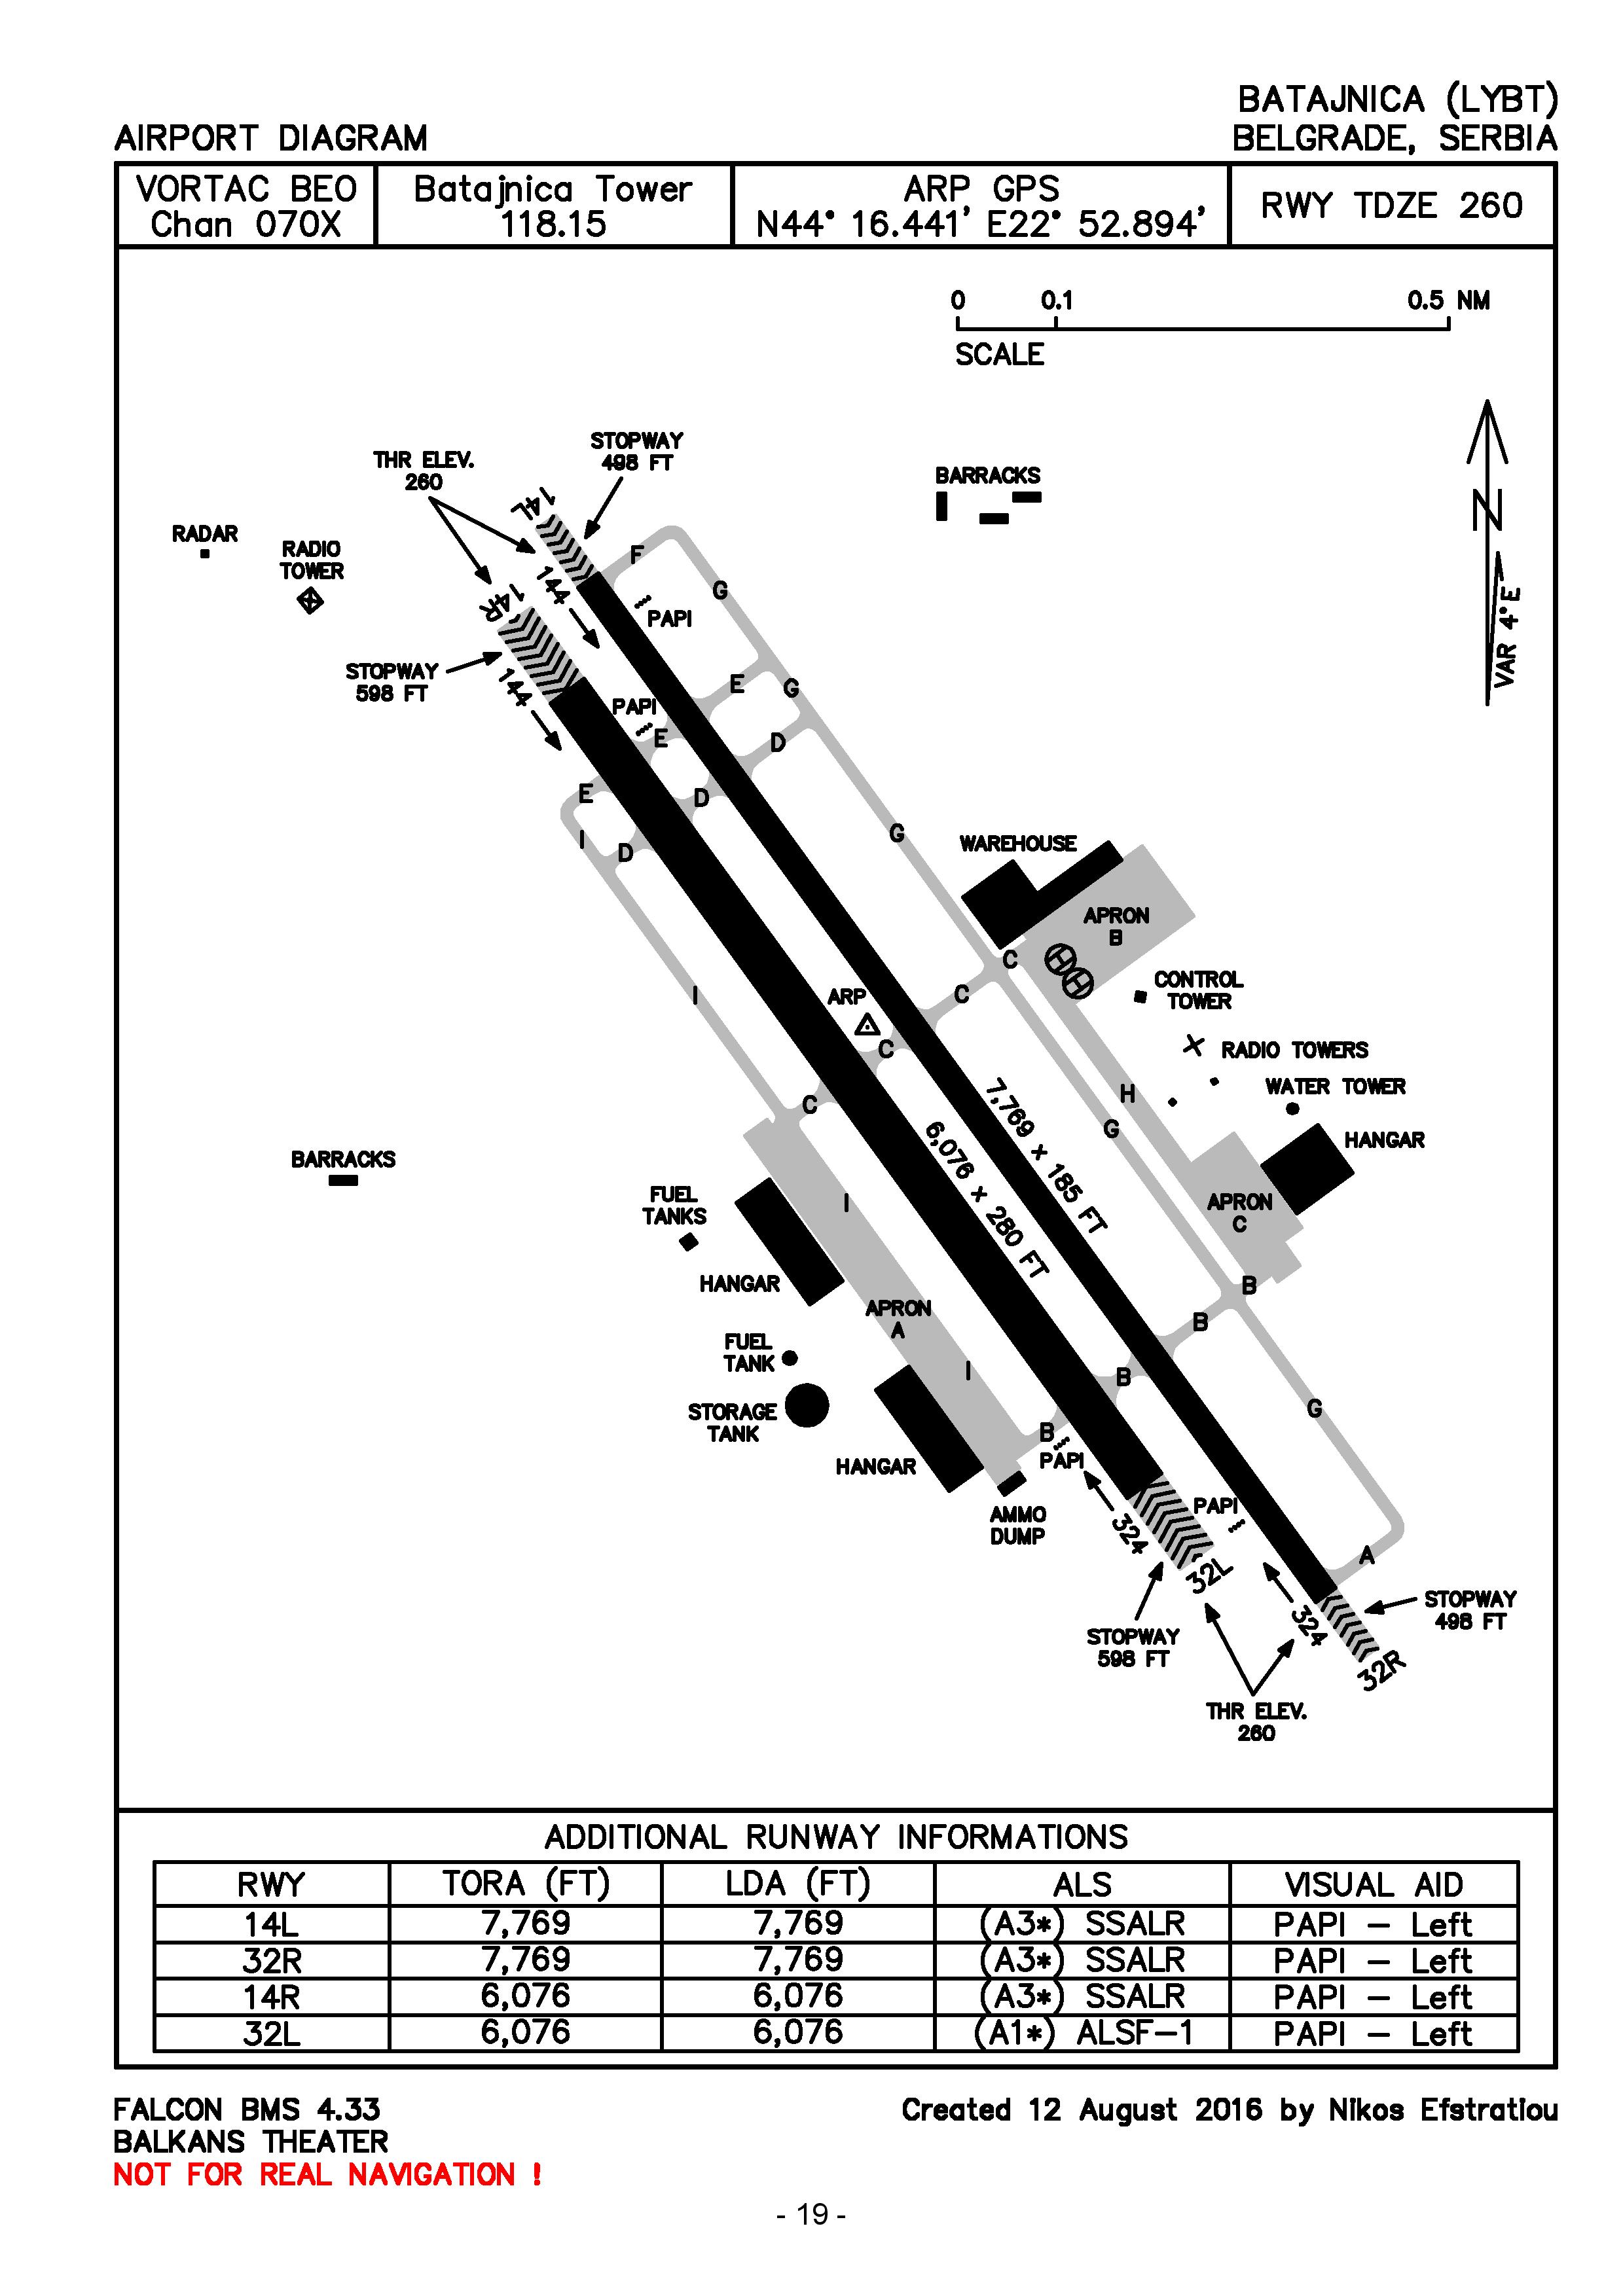 BATAJNICA (LYBT)
AIRPORT DIAGRAM
BELGRADE, SERBIA
VORTAC BEO
Chan 070X
Batajnica Tower
118.15
ARP GPS
N44° 16.441' E22° 52.894'
RWY TDZE 260
0 0.1 0.5 NM
SCALE
N
VAR 4°E
STOPWAY
498 FT
THR ELEV.
260
BARRACKS
RADAR
RADIO
TOWER
14L
144
F
G
PAPI
14R
STOPWAY
598 FT
144
E
G
PAPI
E
D
E
D
I
D
G
WAREHOUSE
APRON
B
C
H
H
C
CONTROL
TOWER
I
ARP
C
RADIO TOWERS
WATER TOWER
H
C
G
HANGAR
7,769 x 185 FT
6,076 x 280 FT
BARRACKS
FUEL
TANKS
I
APRON
C
HANGAR
B
APRON
A
B
FUEL
TANK
I
B
STORAGE
TANK
G
B
PAPI
HANGAR
AMMO
DUMP
PAPI
324
A
32L
STOPWAY
498 FT
324
STOPWAY
598 FT
32R
THR ELEV.
260
ADDITIONAL RUNWAY INFORMATIONS
RWY TORA (FT) LDA (FT) ALS VISUAL AID
14L 7,769 7,769 (A3*) SSALR PAPI - Left
32R 7,769 7,769 (A3*) SSALR PAPI - Left
14R 6,076 6,076 (A3*) SSALR PAPI - Left
32L 6,076 6,076 (A1*) ALSF-1 PAPI - Left
FALCON BMS 4.33
Created 12 August 2016 by Nikos Efstratiou
BALKANS THEATER
NOT FOR REAL NAVIGATION !
- 19 -